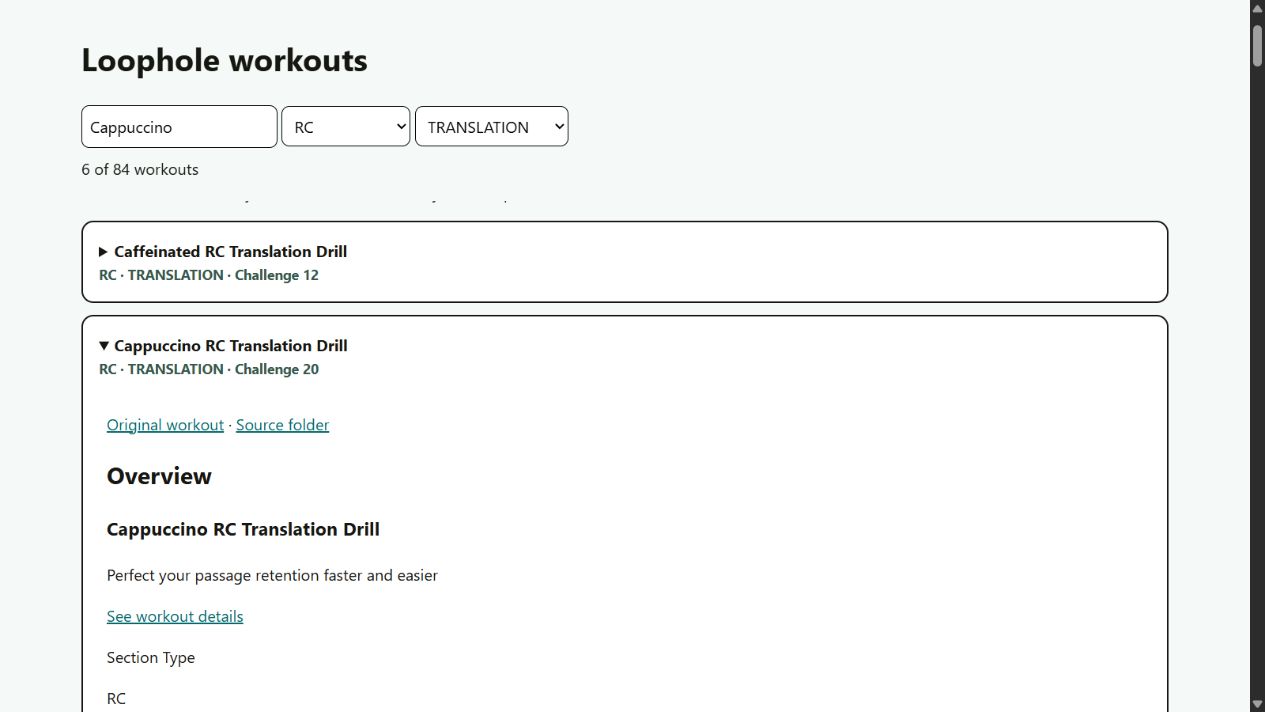 Loophole workouts
Cappuccino
RC
TRANSLATION
6 of 84 workouts
Caffeinated RC Translation Drill
RC · TRANSLATION · Challenge 12
Cappuccino RC Translation Drill
RC · TRANSLATION · Challenge 20
Original workout · Source folder
Overview
Cappuccino RC Translation Drill
Perfect your passage retention faster and easier
See workout details
Section Type
RC